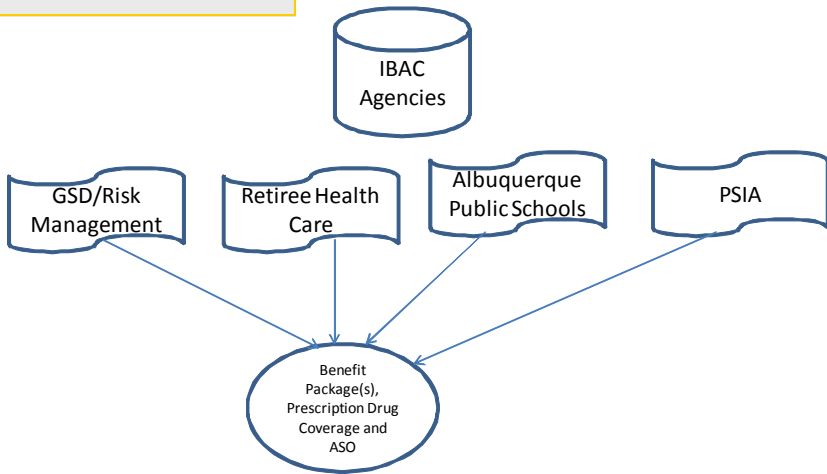 IBAC
Agencies
GSD/Risk
Management
Retiree Health
Care
Albuquerque
Public Schools
PSIA
Benefit
Package(s),
Prescription Drug
Coverage and
ASO